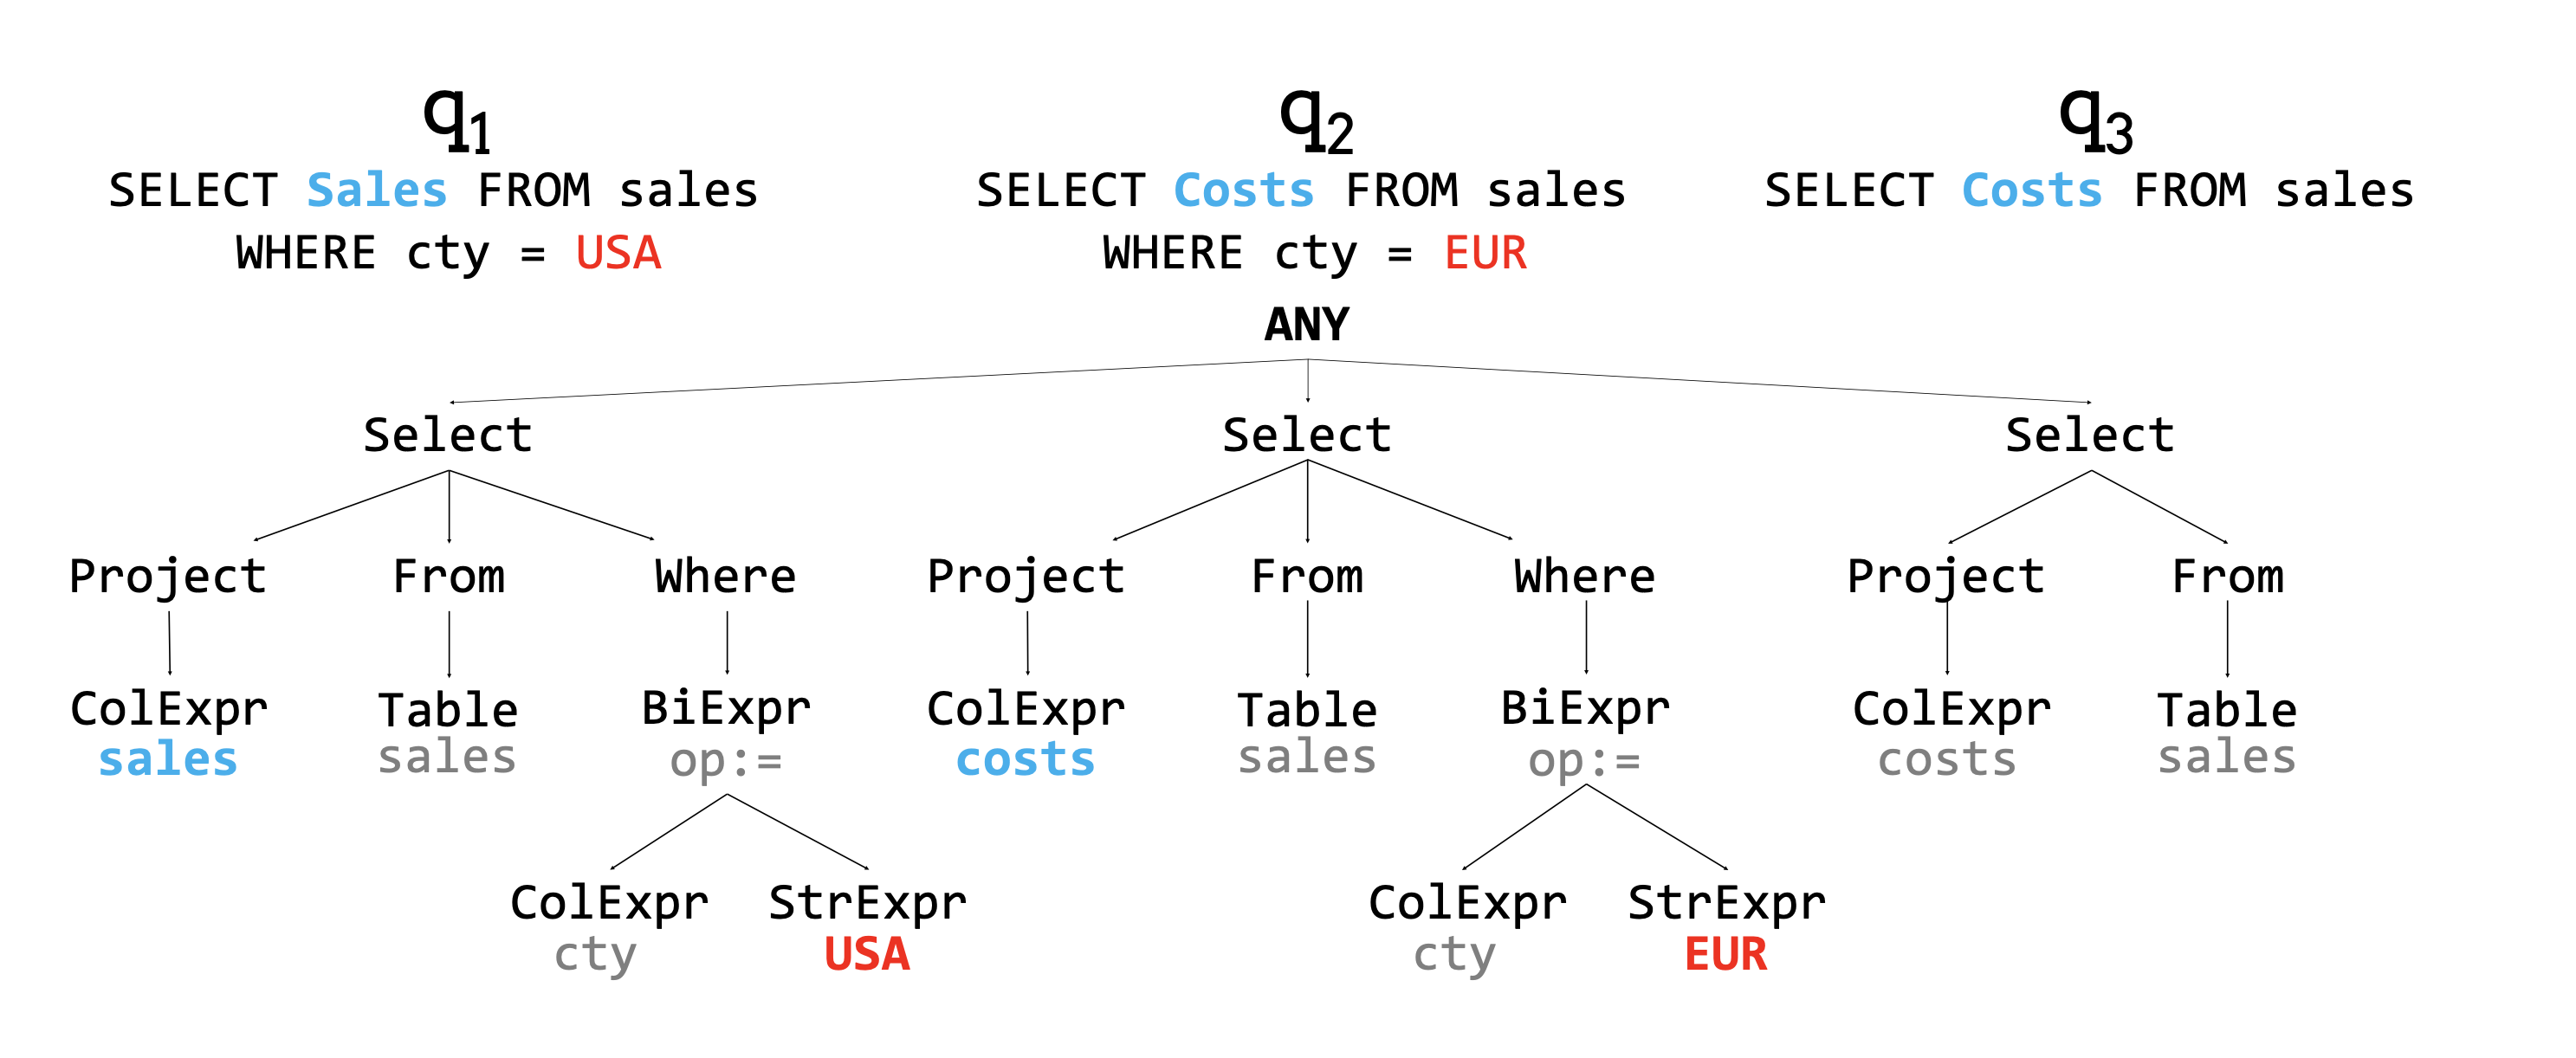 q1 q2 q3
SELECT Sales FROM sales SELECT Costs FROM sales SELECT Costs FROM sales
WHERE cty = USA WHERE cty = EUR
ANY
Select Select Select
Project From Where Project From Where Project From
ColExpr Table BiExpr ColExpr Table BiExpr ColExpr Table
sales sales op:= costs sales op:= costs sales
ColExpr StrExpr ColExpr StrExpr
cty USA cty EUR